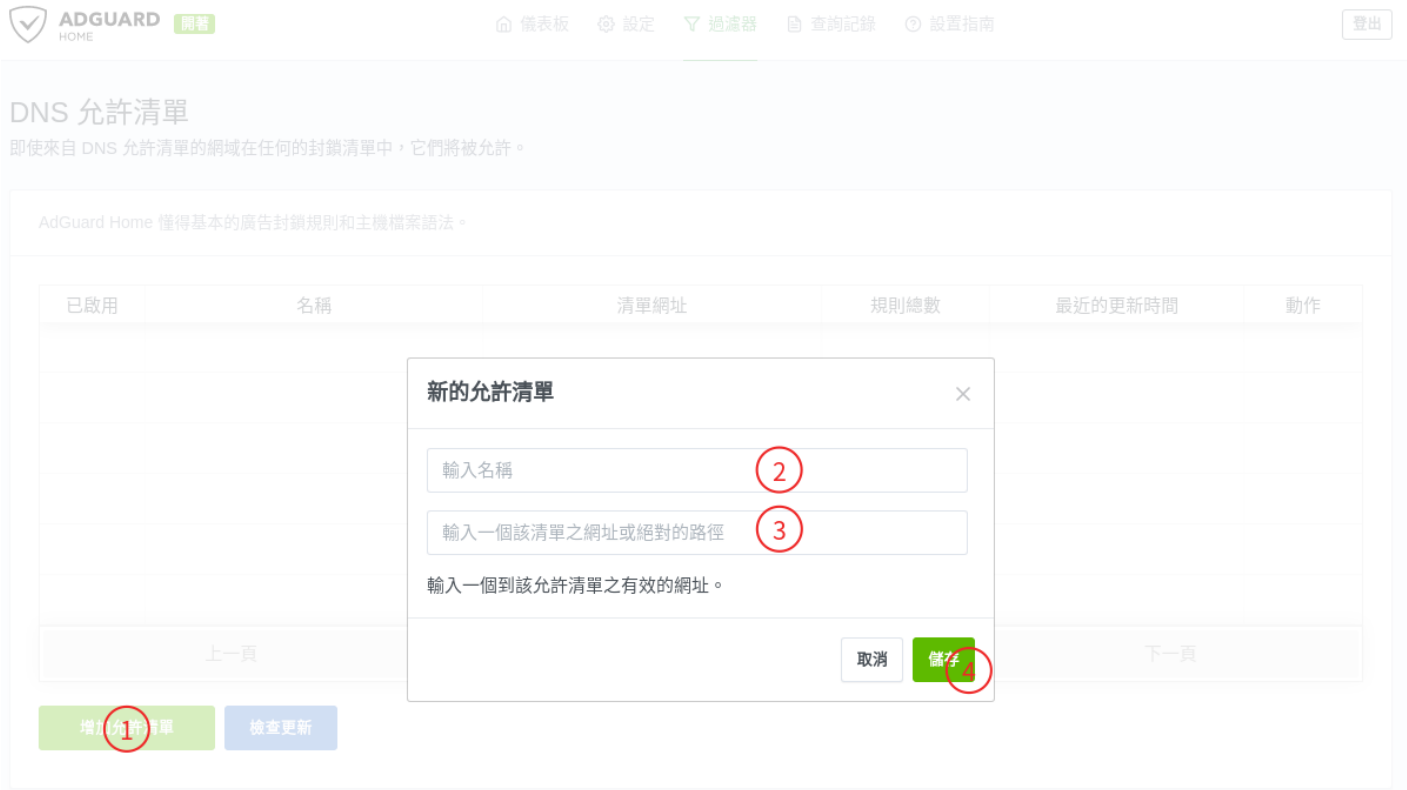 ADGUARD HOME 開著 儀表板 設定 過濾器 查詢記錄 設置指南 登出
DNS 允許清單
即使來自 DNS 允許清單的網域在任何的封鎖清單中，它們將被允許。
AdGuard Home 懂得基本的廣告封鎖規則和主機檔案語法。
已啟用 名稱 清單網址 規則總數 最近的更新時間 動作
新的允許清單 ×
輸入名稱 2
輸入一個該清單之網址或絕對的路徑 3
輸入一個到該允許清單之有效的網址。
取消 儲存 4
上一頁 下一頁
增加允許清單 1 檢查更新